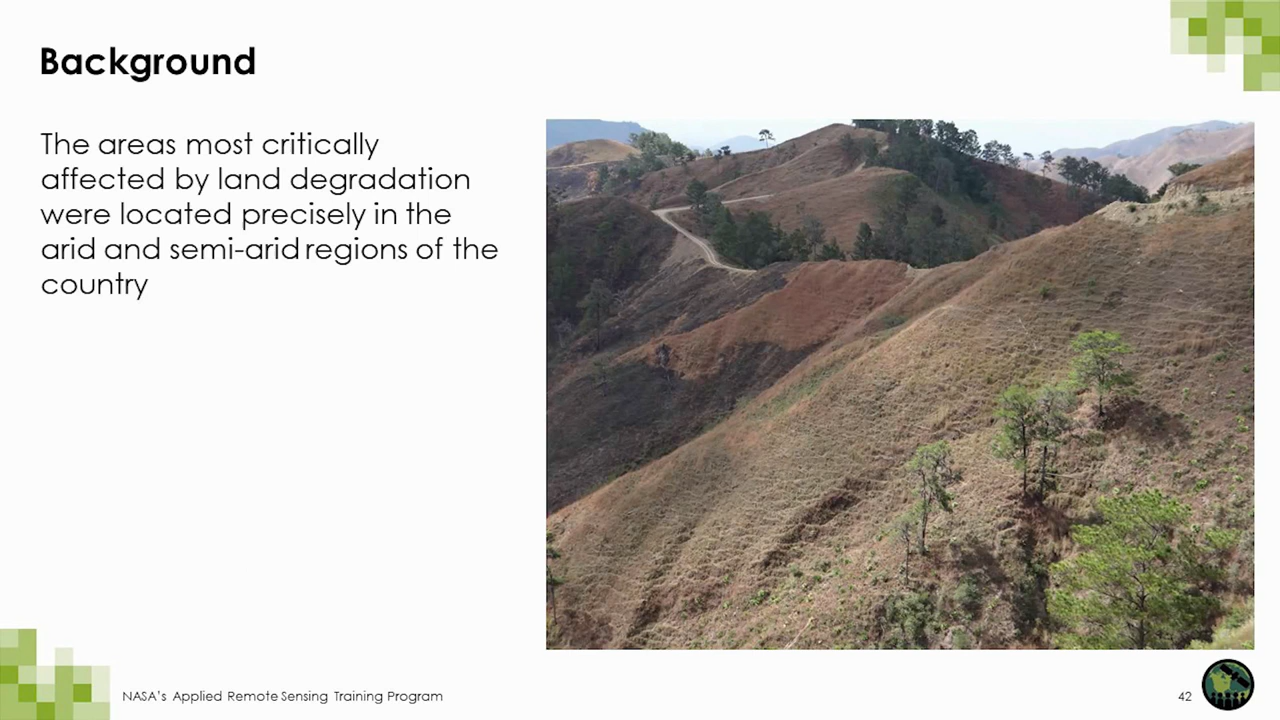 Background
The areas most critically
affected by land degradation
were located precisely in the
arid and semi-arid regions of the
country
NASA's Applied Remote Sensing Training Program
42